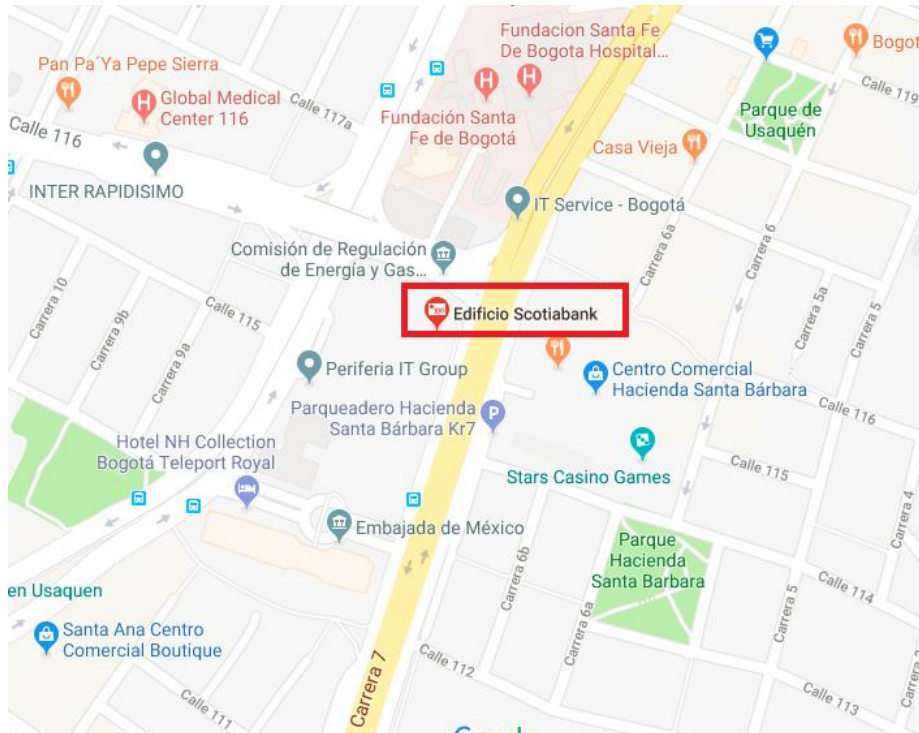 Fundacion Santa Fe
De Bogota Hospital...
Bogot
Pan Pa´Ya Pepe Sierra
Global Medical
Center 116
Calle 117a
Calle 119
Fundación Santa
Fe de Bogotá
Parque de
Usaquén
Calle 116
Casa Vieja
INTER RAPIDISIMO
IT Service - Bogotá
Comisión de Regulación
de Energía y Gas...
Carrera 6a
Carrera 6
Carrera 10
Carrera 9b
Calle 115
Edificio Scotiabank
Carrera 5a
Carrera 5
Carrera 9a
Periferia IT Group
Centro Comercial
Hacienda Santa Bárbara
Parqueadero Hacienda
Santa Bárbara Kr7
P
Calle 116
Hotel NH Collection
Bogotá Teleport Royal
Stars Casino Games
Calle 115
Carrera 4
Embajada de México
Parque
Hacienda
Santa Barbara
Carrera 6b
Calle 114
en Usaquen
Carrera 6a
Carrera 5
Santa Ana Centro
Comercial Boutique
Calle 112
Carrera 7
Calle 111
Calle 113